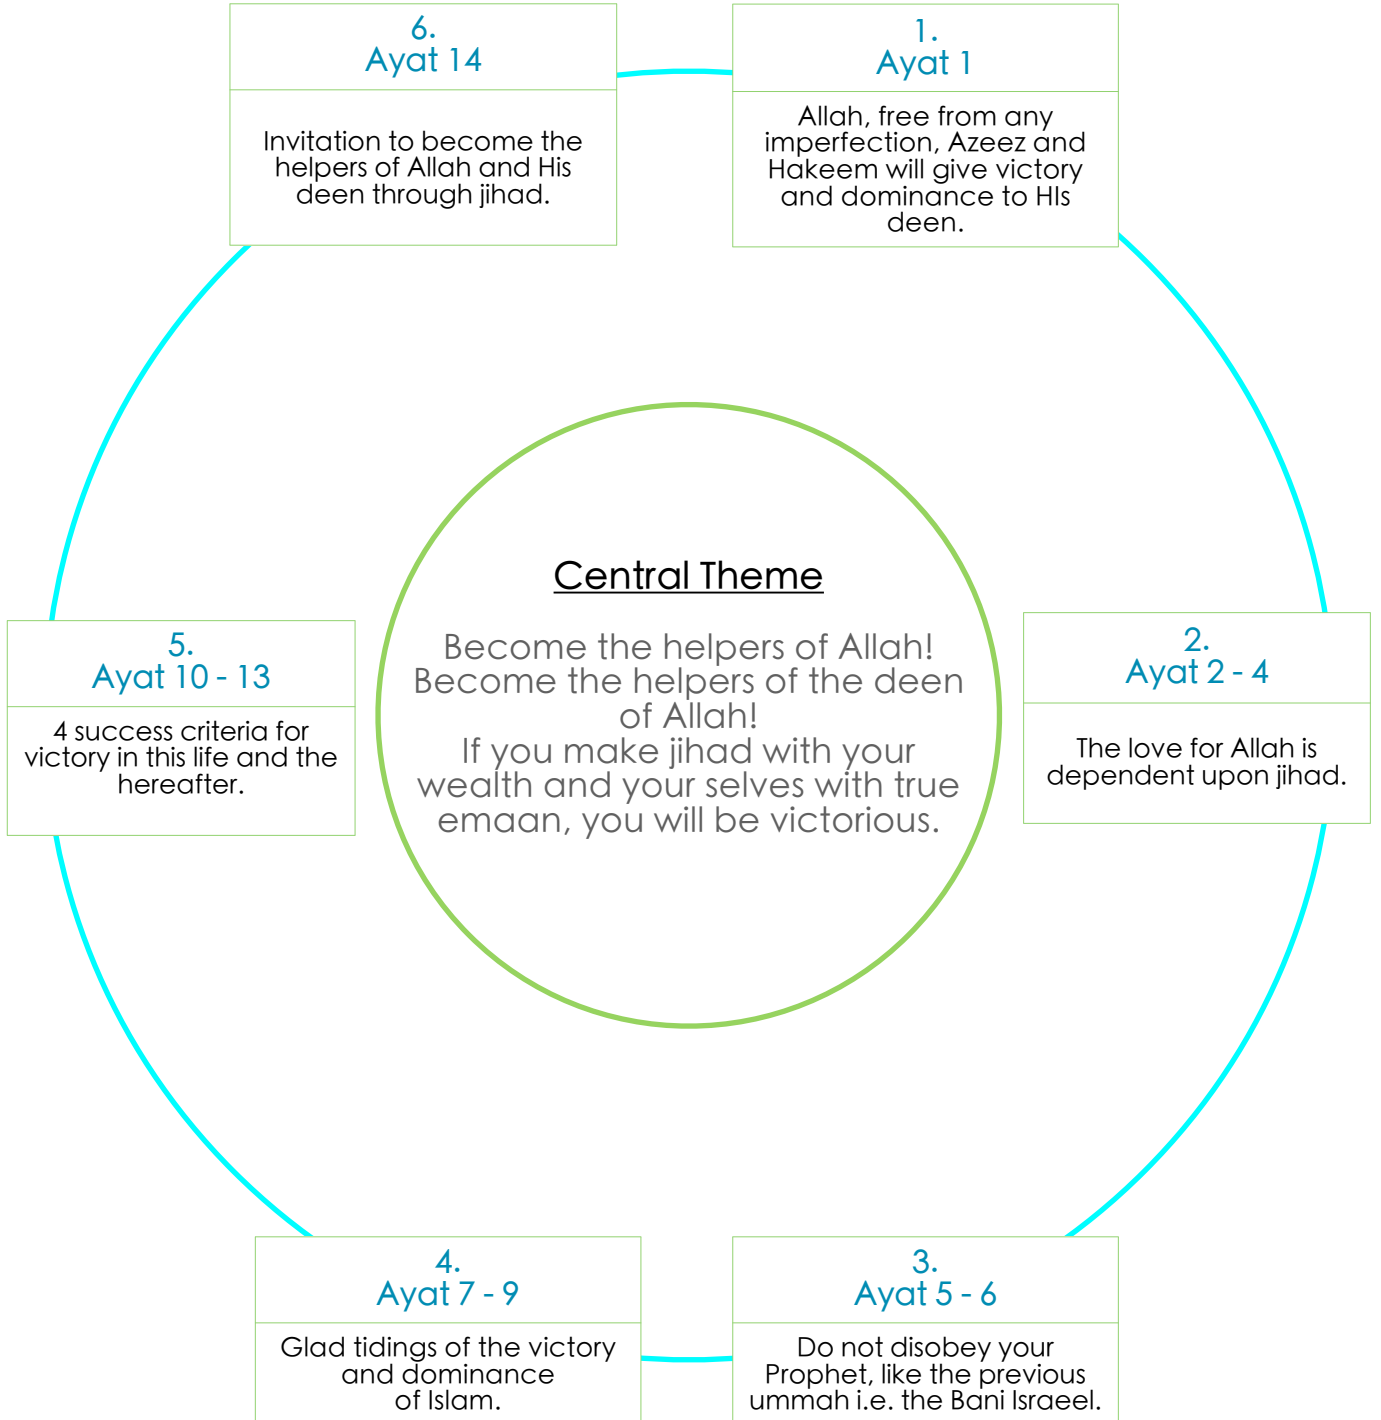 6.
Ayat 14
Invitation to become the
helpers of Allah and His
deen through jihad.
1.
Ayat 1
Allah, free from any
imperfection, Azeez and
Hakeem will give victory
and dominance to HIs
deen.
Central Theme
Become the helpers of Allah!
Become the helpers of the deen
of Allah!
If you make jihad with your
wealth and your selves with true
emaan, you will be victorious.
5.
Ayat 10 - 13
4 success criteria for
victory in this life and the
hereafter.
2.
Ayat 2 - 4
The love for Allah is
dependent upon jihad.
4.
Ayat 7 - 9
Glad tidings of the victory
and dominance
of Islam.
3.
Ayat 5 - 6
Do not disobey your
Prophet, like the previous
ummah i.e. the Bani Israeel.